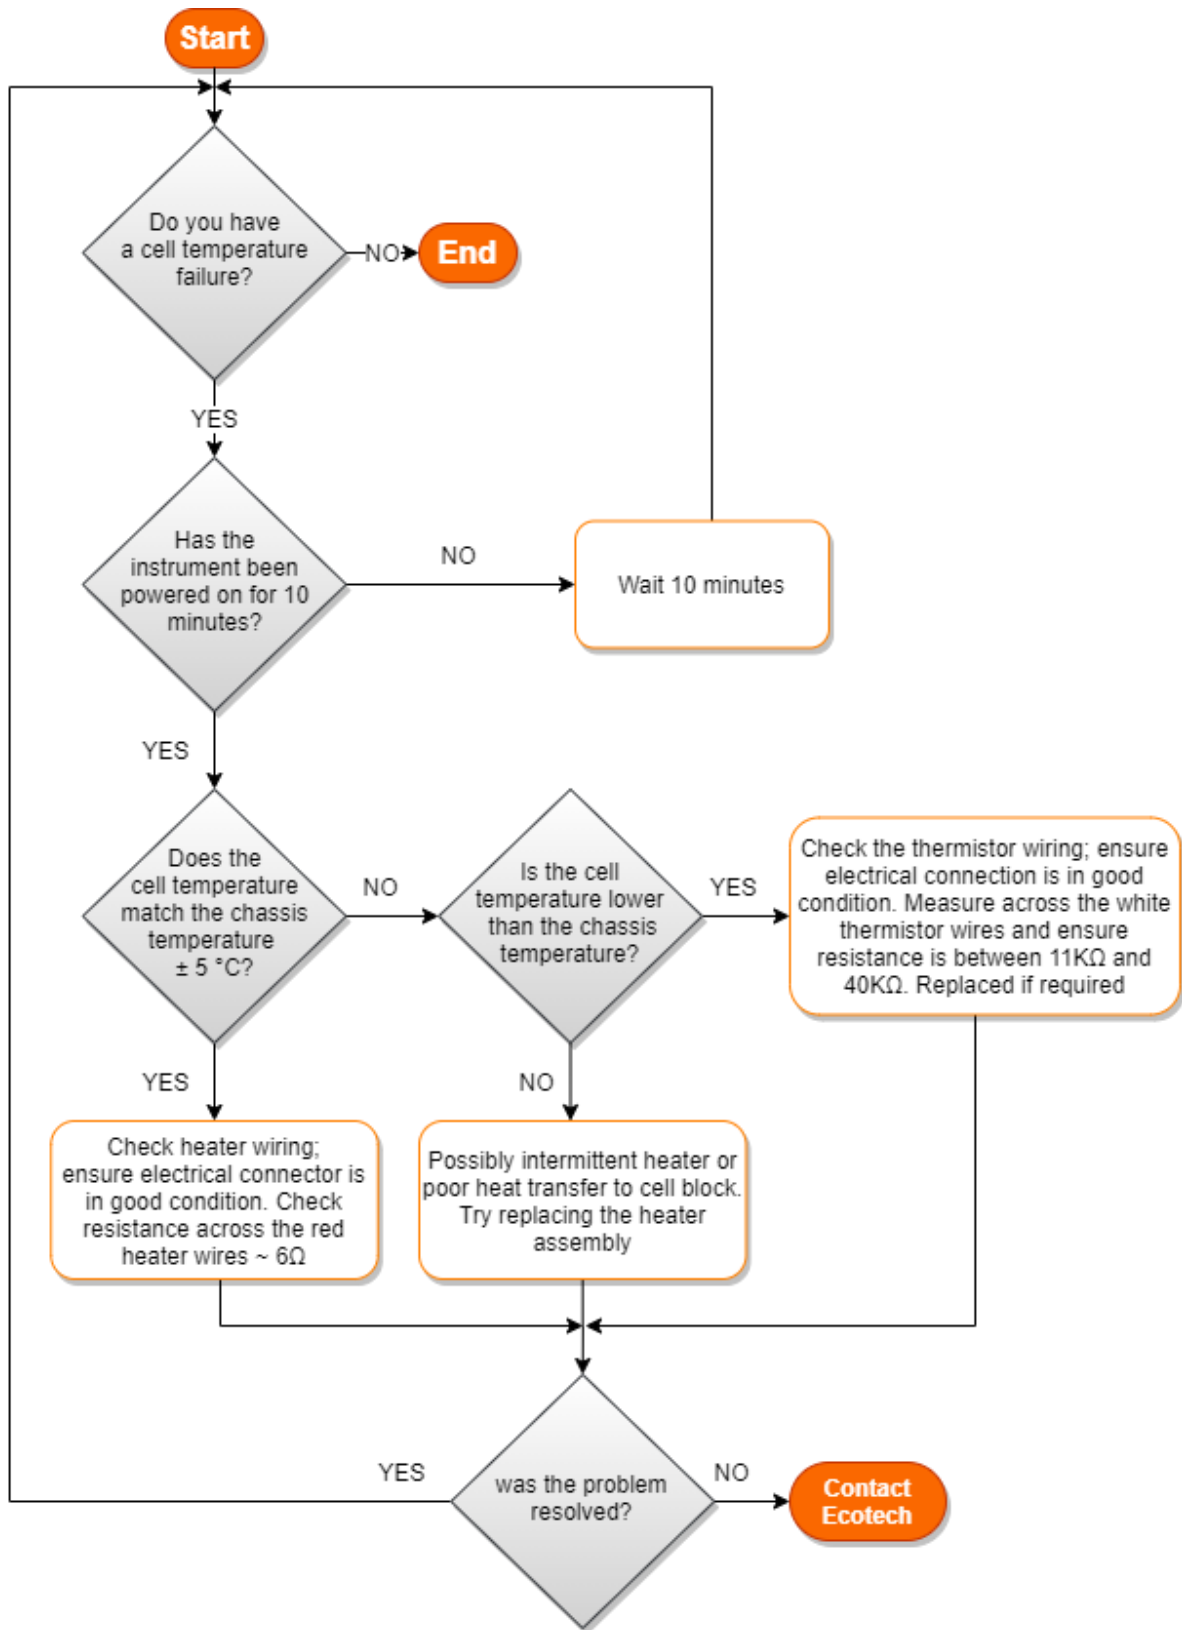 Start
Do you have
a cell temperature
failure?
NO
End
YES
Has the
instrument been
powered on for 10
minutes?
NO
Wait 10 minutes
YES
Does the
cell temperature
match the chassis
temperature
± 5 °C?
NO
Is the cell
temperature lower
than the chassis
temperature?
YES
Check the thermistor wiring; ensure
electrical connection is in good
condition. Measure across the white
thermistor wires and ensure
resistance is between 11KΩ and
40KΩ. Replaced if required
YES
NO
Check heater wiring;
ensure electrical connector is
in good condition. Check
resistance across the red
heater wires ~ 6Ω
Possibly intermittent heater or
poor heat transfer to cell block.
Try replacing the heater
assembly
YES
was the problem
resolved?
NO
Contact
Ecotech